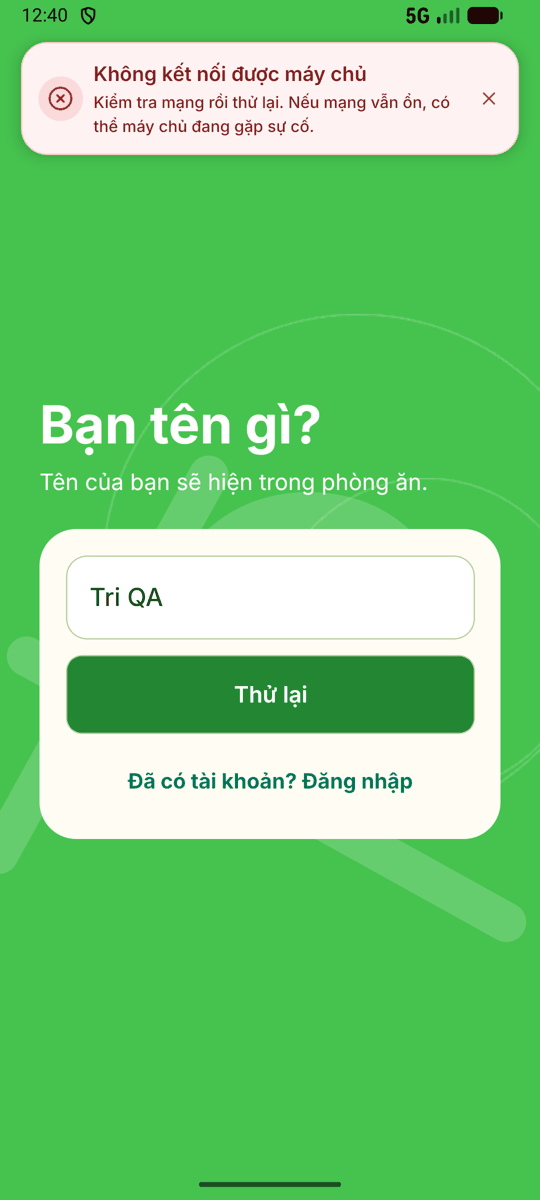 12:40
5G
Không kết nối được máy chủ
Kiểm tra mạng rồi thử lại. Nếu mạng vẫn ổn, có
thể máy chủ đang gặp sự cố.
Bạn tên gì?
Tên của bạn sẽ hiện trong phòng ăn.
Tri QA
Thử lại
Đã có tài khoản? Đăng nhập